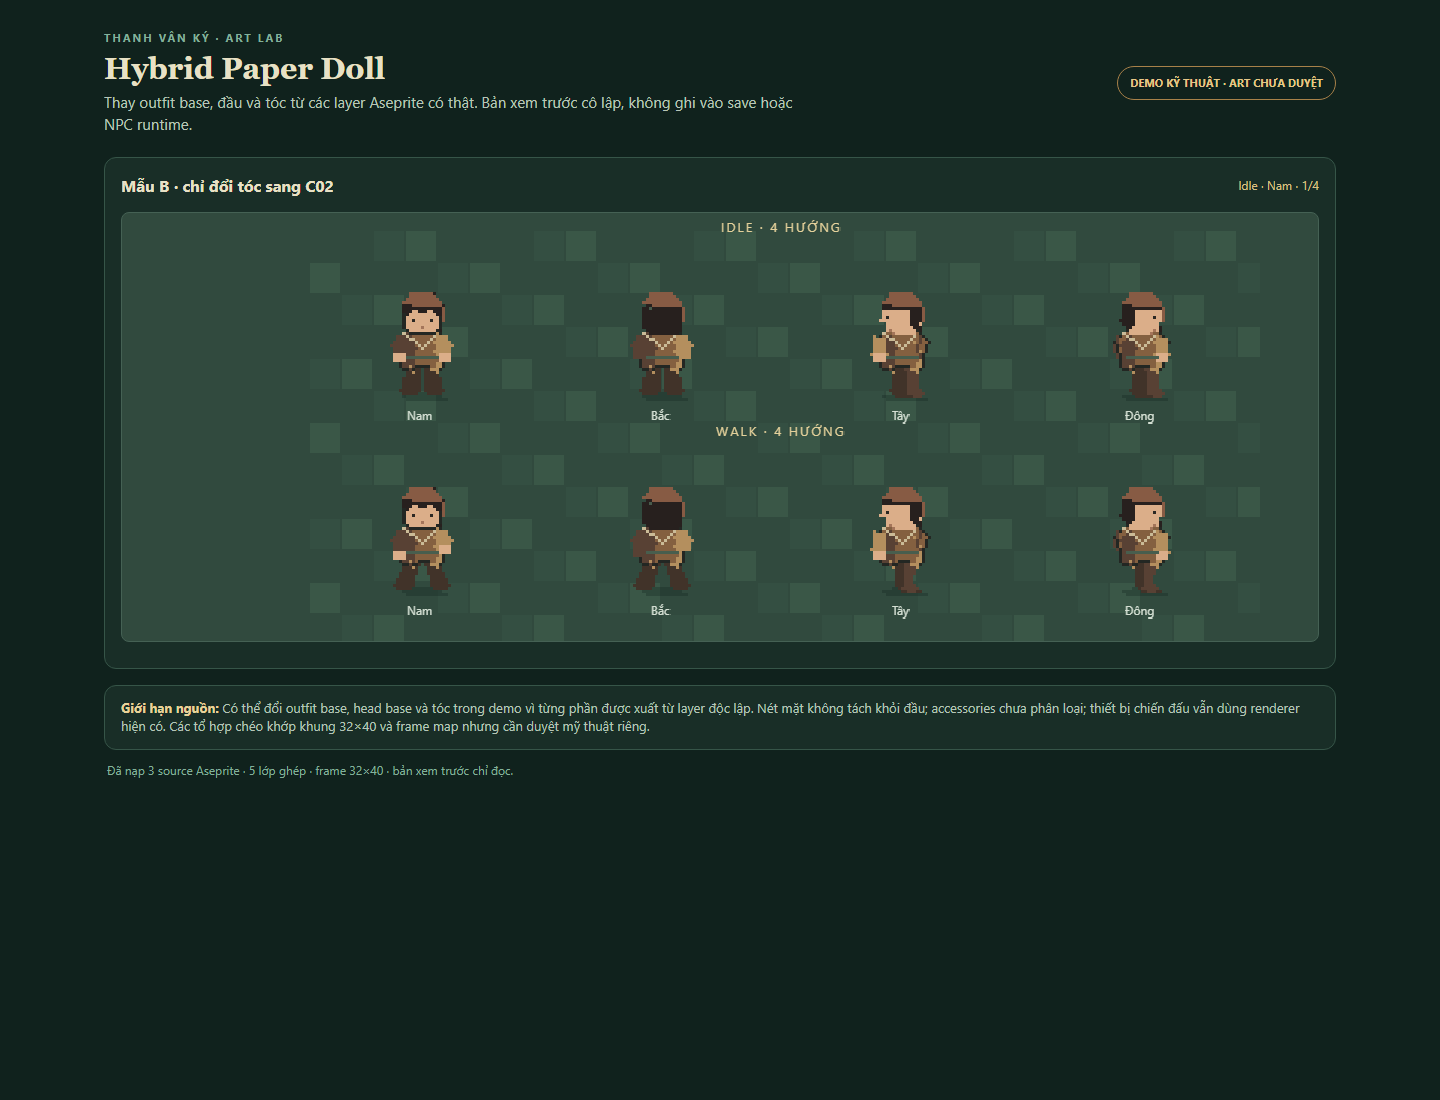 THANH VÂN KÝ · ART LAB
Hybrid Paper Doll
Thay outfit base, đầu và tóc từ các layer Aseprite có thật. Bản xem trước cô lập, không ghi vào save hoặc
NPC runtime.
DEMO KỸ THUẬT · ART CHƯA DUYỆT
Mẫu B · chỉ đổi tóc sang C02
Idle · Nam · 1/4
IDLE · 4 HƯỚNG
Nam
Bắc
Tây
Đông
WALK · 4 HƯỚNG
Nam
Bắc
Tây
Đông
Giới hạn nguồn: Có thể đổi outfit base, head base và tóc trong demo vì từng phần được xuất từ layer độc lập. Nét mặt không tách khỏi đầu; accessories chưa phân loại; thiết bị chiến đấu vẫn dùng renderer
hiện có. Các tổ hợp chéo khớp khung 32×40 và frame map nhưng cần duyệt mỹ thuật riêng.
Đã nạp 3 source Aseprite · 5 lớp ghép · frame 32×40 · bản xem trước chỉ đọc.